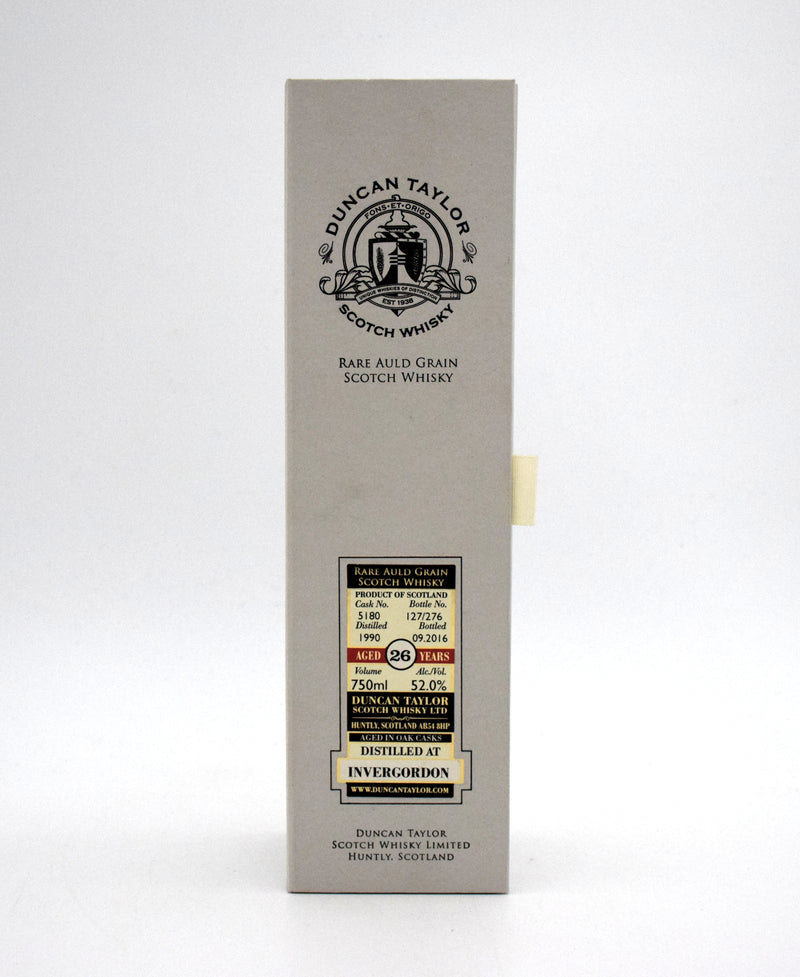 DUNCAN TAYLOR
FONS·ET·ORIGO
UNIQUE WHISKIES OF DISTINCTION
EST 1938
SCOTCH WHISKY
RARE AULD GRAIN
SCOTCH WHISKY
RARE AULD GRAIN
SCOTCH WHISKY
PRODUCT OF SCOTLAND
Cask No. Bottle No.
5180 127/276
Distilled Bottled
1990 09.2016
AGED 26 YEARS
Volume Alc./Vol.
750ml 52.0%
DUNCAN TAYLOR
SCOTCH WHISKY LTD
HUNTLY, SCOTLAND AB54 8HP
AGED IN OAK CASKS
DISTILLED AT
INVERGORDON
WWW.DUNCANTAYLOR.COM
DUNCAN TAYLOR
SCOTCH WHISKY LIMITED
HUNTLY, SCOTLAND